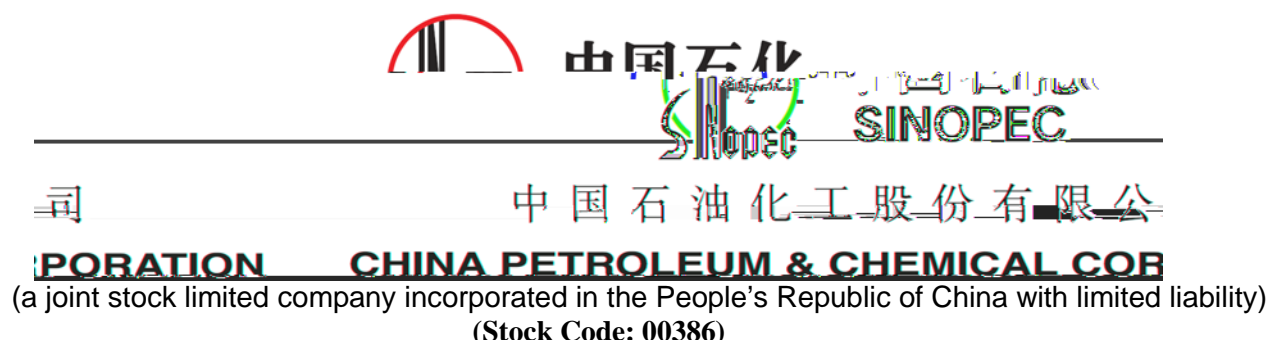 中国石化
SINOPEC SINOPEC
司 中国石油化工股份有限公
PORATION CHINA PETROLEUM & CHEMICAL COR
(a joint stock limited company incorporated in the People's Republic of China with limited liability)
(Stock Code: 00386)